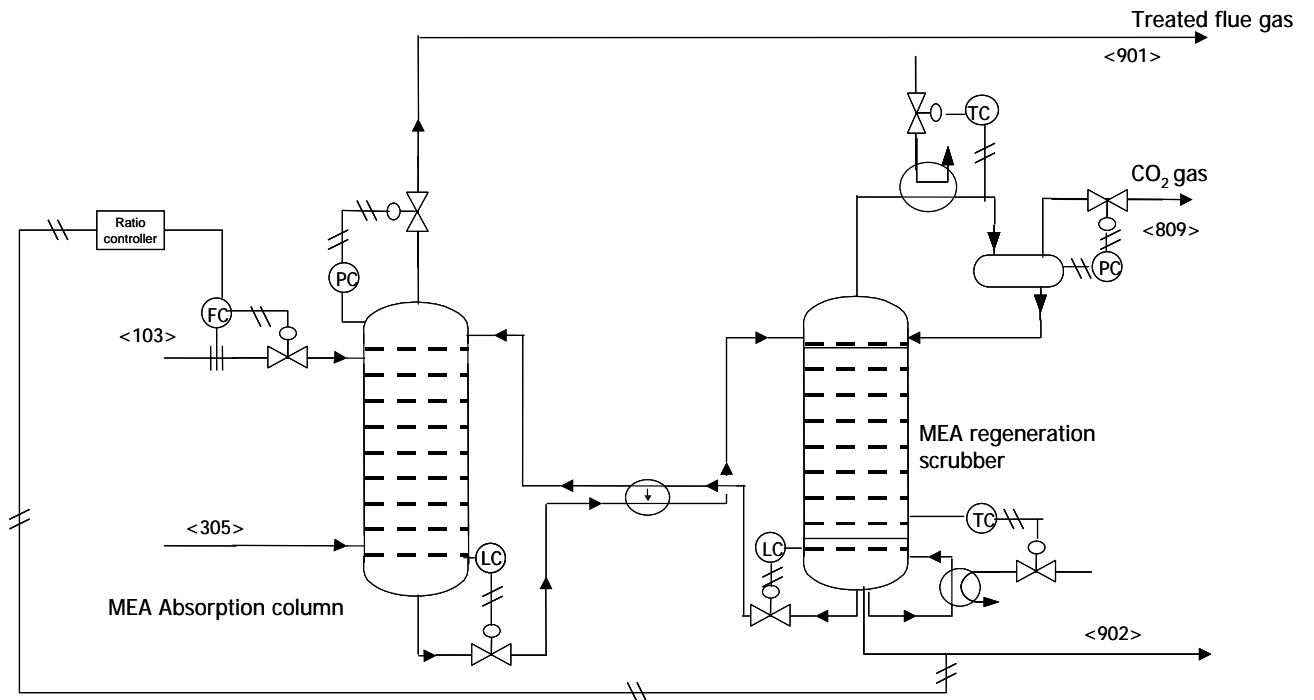 Treated flue gas
<901>
TC
CO2 gas
<809>
Ratio
controller
PC
PC
FC
<103>
MEA regeneration
scrubber
TC
<305>
LC
LC
MEA Absorption column
<902>